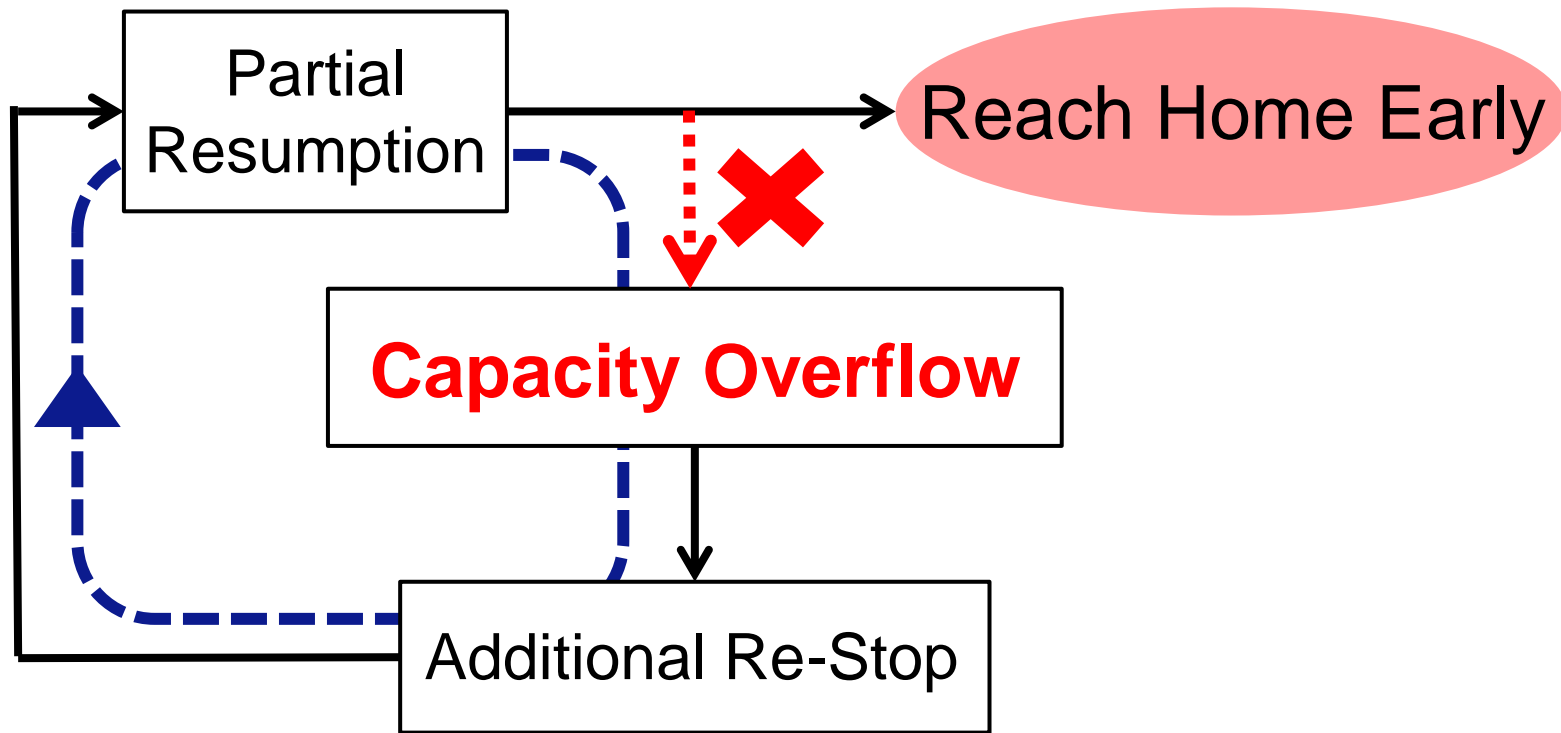 Partial
Resumption
Reach Home Early
Capacity Overflow
Additional Re-Stop